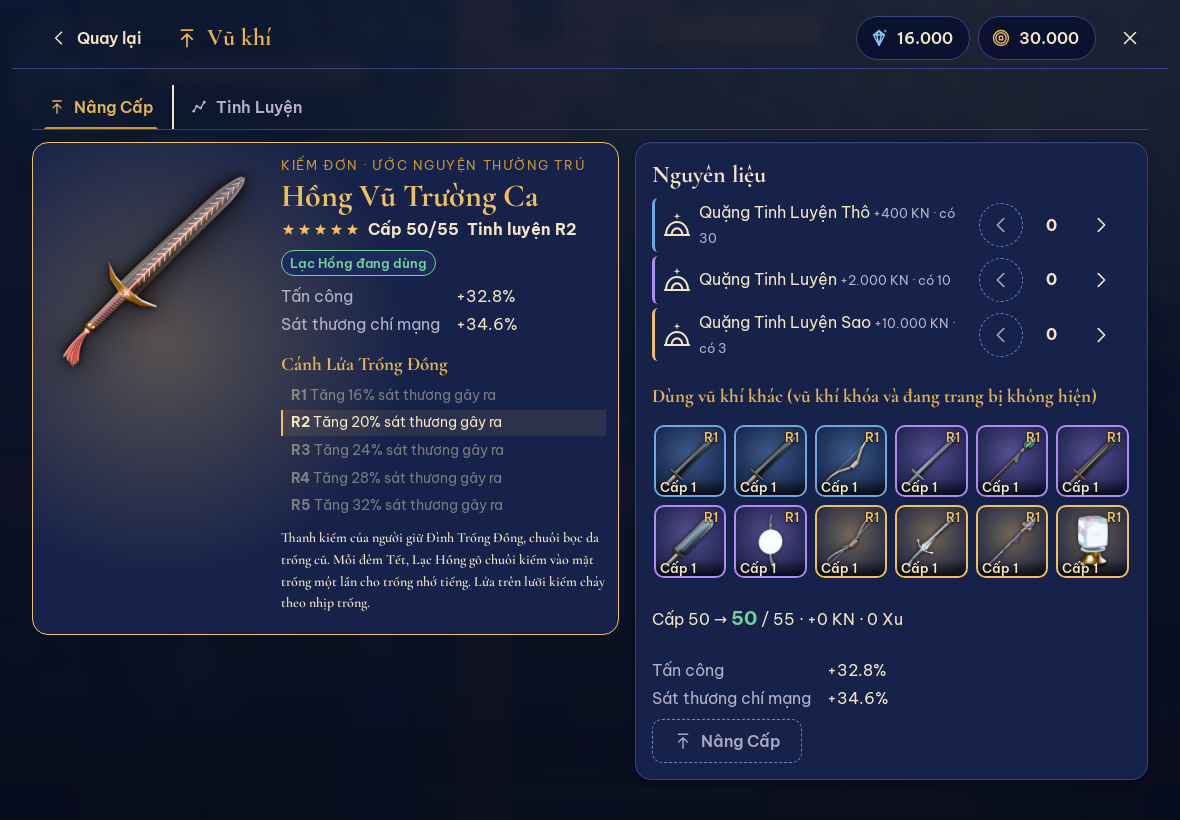 Quay lại
Vũ khí
16.000
30.000
Nâng Cấp
Tinh Luyện
KIẾM ĐƠN · ƯỚC NGUYỆN THƯỜNG TRÚ
Hồng Vũ Trường Ca
★★★★★ Cấp 50/55 Tinh luyện R2
Lạc Hồng đang dùng
Tấn công +32.8%
Sát thương chí mạng +34.6%
Cánh Lửa Trống Đồng
R1 Tăng 16% sát thương gây ra
R2 Tăng 20% sát thương gây ra
R3 Tăng 24% sát thương gây ra
R4 Tăng 28% sát thương gây ra
R5 Tăng 32% sát thương gây ra
Thanh kiếm của người giữ Đình Trống Đồng, chuôi bọc da
trống cũ. Mỗi đêm Tết, Lạc Hồng gõ chuôi kiếm vào mặt
trống một lần cho trống nhớ tiếng. Lửa trên lưỡi kiếm cháy
theo nhịp trống.
Nguyên liệu
Quặng Tinh Luyện Thô +400 KN · có
30
0
Quặng Tinh Luyện +2.000 KN · có 10
0
Quặng Tinh Luyện Sao +10.000 KN ·
có 3
0
Dùng vũ khí khác (vũ khí khóa và đang trang bị không hiện)
R1 R1 R1 R1 R1 R1
Cấp 1 Cấp 1 Cấp 1 Cấp 1 Cấp 1 Cấp 1
R1 R1 R1 R1 R1 R1
Cấp 1 Cấp 1 Cấp 1 Cấp 1 Cấp 1 Cấp 1
Cấp 50 → 50 / 55 · +0 KN · 0 Xu
Tấn công +32.8%
Sát thương chí mạng +34.6%
Nâng Cấp